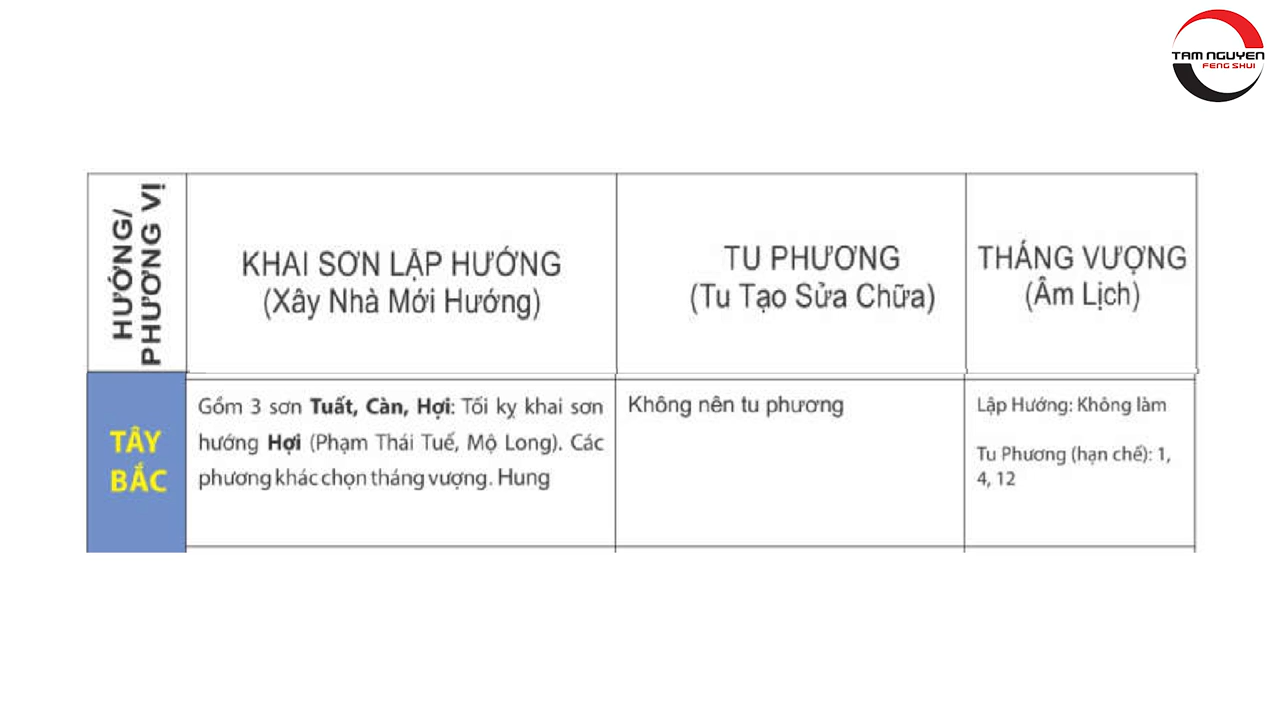 TAM NGUYEN
FENG SHUI
HƯỚNG/
PHƯƠNG VỊ
KHAI SƠN LẬP HƯỚNG
(Xây Nhà Mới Hướng)
TU PHƯƠNG
(Tu Tạo Sửa Chữa)
THÁNG VƯỢNG
(Âm Lịch)
TÂY
BẮC
Gồm 3 sơn Tuất, Càn, Hợi: Tối kỵ khai sơn
hướng Hợi (Phạm Thái Tuế, Mộ Long). Các
phương khác chọn tháng vượng. Hung
Không nên tu phương
Lập Hướng: Không làm
Tu Phương (hạn chế): 1,
4, 12